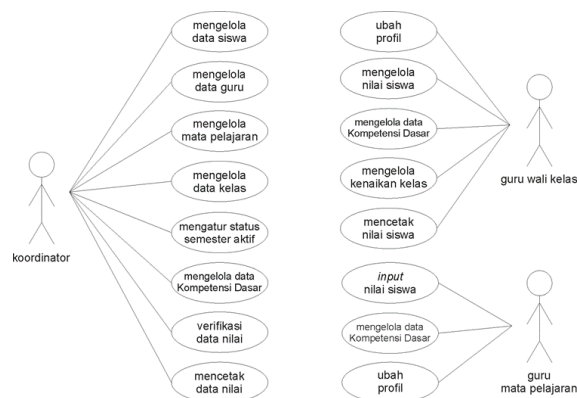 mengelola
data siswa
mengelola
data guru
mengelola
mata pelajaran
mengelola
data kelas
mengatur status
semester aktif
mengelola data
Kompetensi Dasar
verifikasi
data nilai
mencetak
data nilai
koordinator
ubah
profil
mengelola
nilai siswa
mengelola data
Kompetensi Dasar
mengelola
kenaikan kelas
mencetak
nilai siswa
guru wali kelas
input
nilai siswa
mengelola data
Kompetensi Dasar
ubah
profil
guru
mata pelajaran